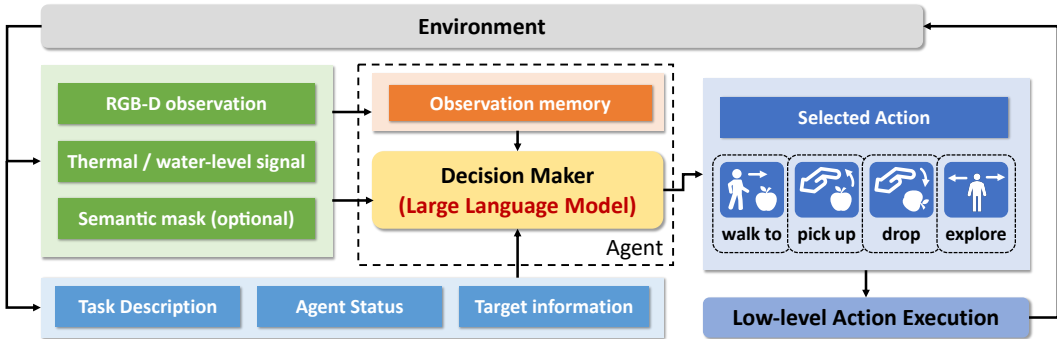 Environment
RGB-D observation
Thermal / water-level signal
Semantic mask (optional)
Observation memory
Decision Maker
(Large Language Model)
Agent
Selected Action
walk to
pick up
drop
explore
Task Description
Agent Status
Target information
Low-level Action Execution